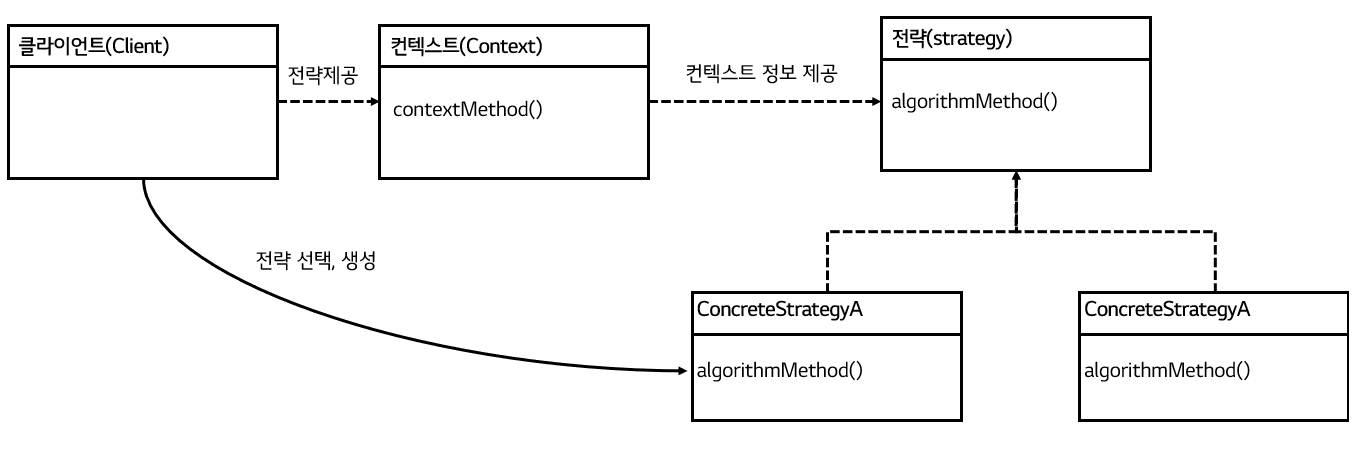 클라이언트(Client)
전략제공
컨텍스트(Context)
contextMethod()
컨텍스트 정보 제공
전략(strategy)
algorithmMethod()
전략 선택, 생성
ConcreteStrategyA
algorithmMethod()
ConcreteStrategyA
algorithmMethod()